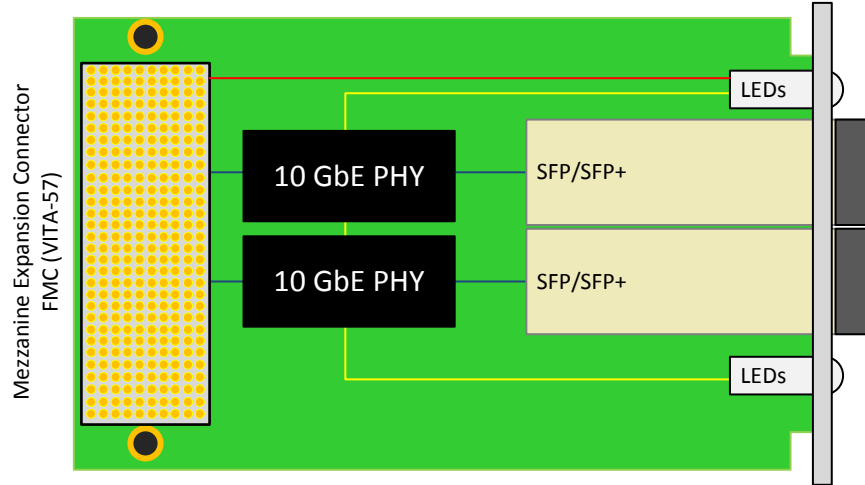 Mezzanine Expansion Connector
FMC (VITA-57)
LEDs
10 GbE PHY
SFP/SFP+
10 GbE PHY
SFP/SFP+
LEDs